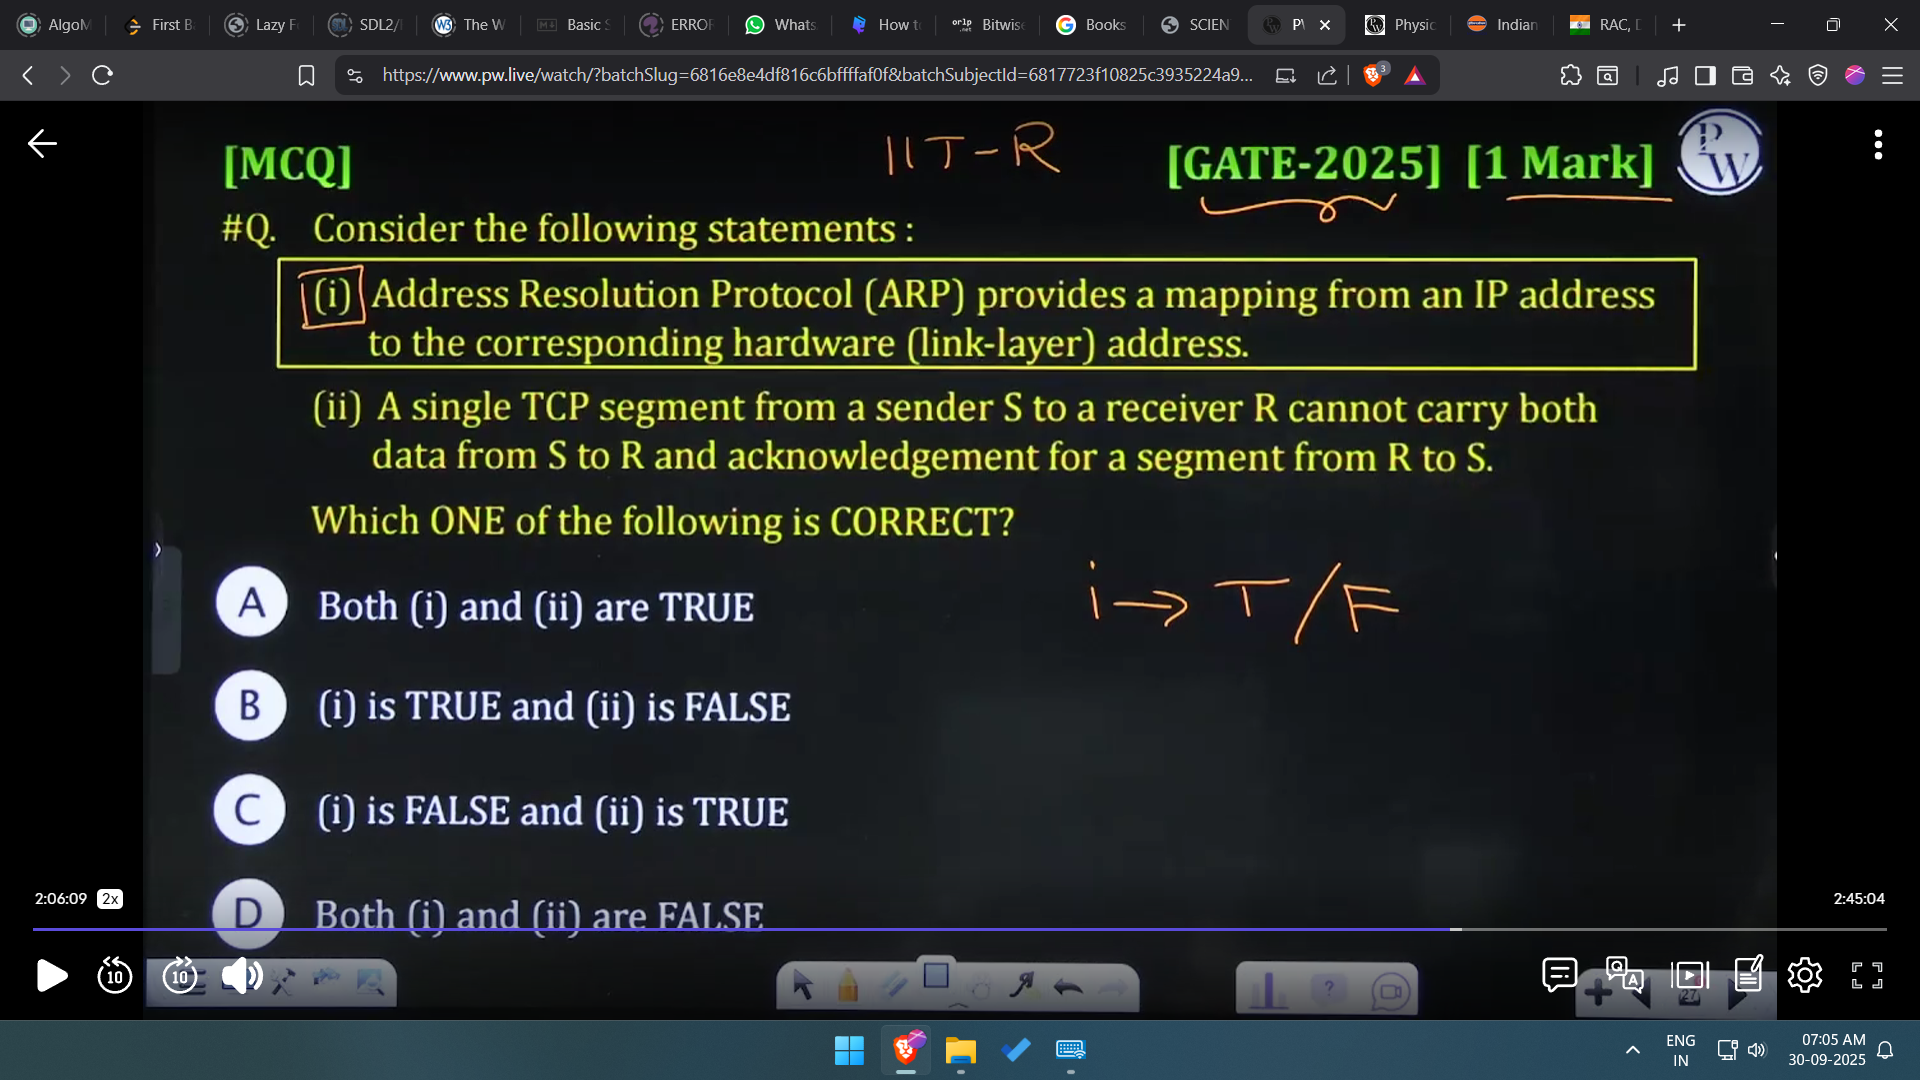 AlgoM
First B
Lazy F
SDL2/
The W
Basic S
ERROR
Whats
How t
Bitwise
Books
SCIEN
P
Physic
Indian
RAC, D
https://www.pw.live/watch/?batchSlug=6816e8e4df816c6bffffaf0f&batchSubjectId=6817723f10825c3935224a9...
3
[MCQ]
IIT-R
[GATE-2025] [1 Mark]
PW
#Q. Consider the following statements :
(i) Address Resolution Protocol (ARP) provides a mapping from an IP address
to the corresponding hardware (link-layer) address.
(ii) A single TCP segment from a sender S to a receiver R cannot carry both
data from S to R and acknowledgement for a segment from R to S.
Which ONE of the following is CORRECT?
i → T/F
A Both (i) and (ii) are TRUE
B (i) is TRUE and (ii) is FALSE
C (i) is FALSE and (ii) is TRUE
D Both (i) and (ii) are FALSE
2:06:09 2x
2:45:04
10
10
27
ENG
IN
07:05 AM
30-09-2025